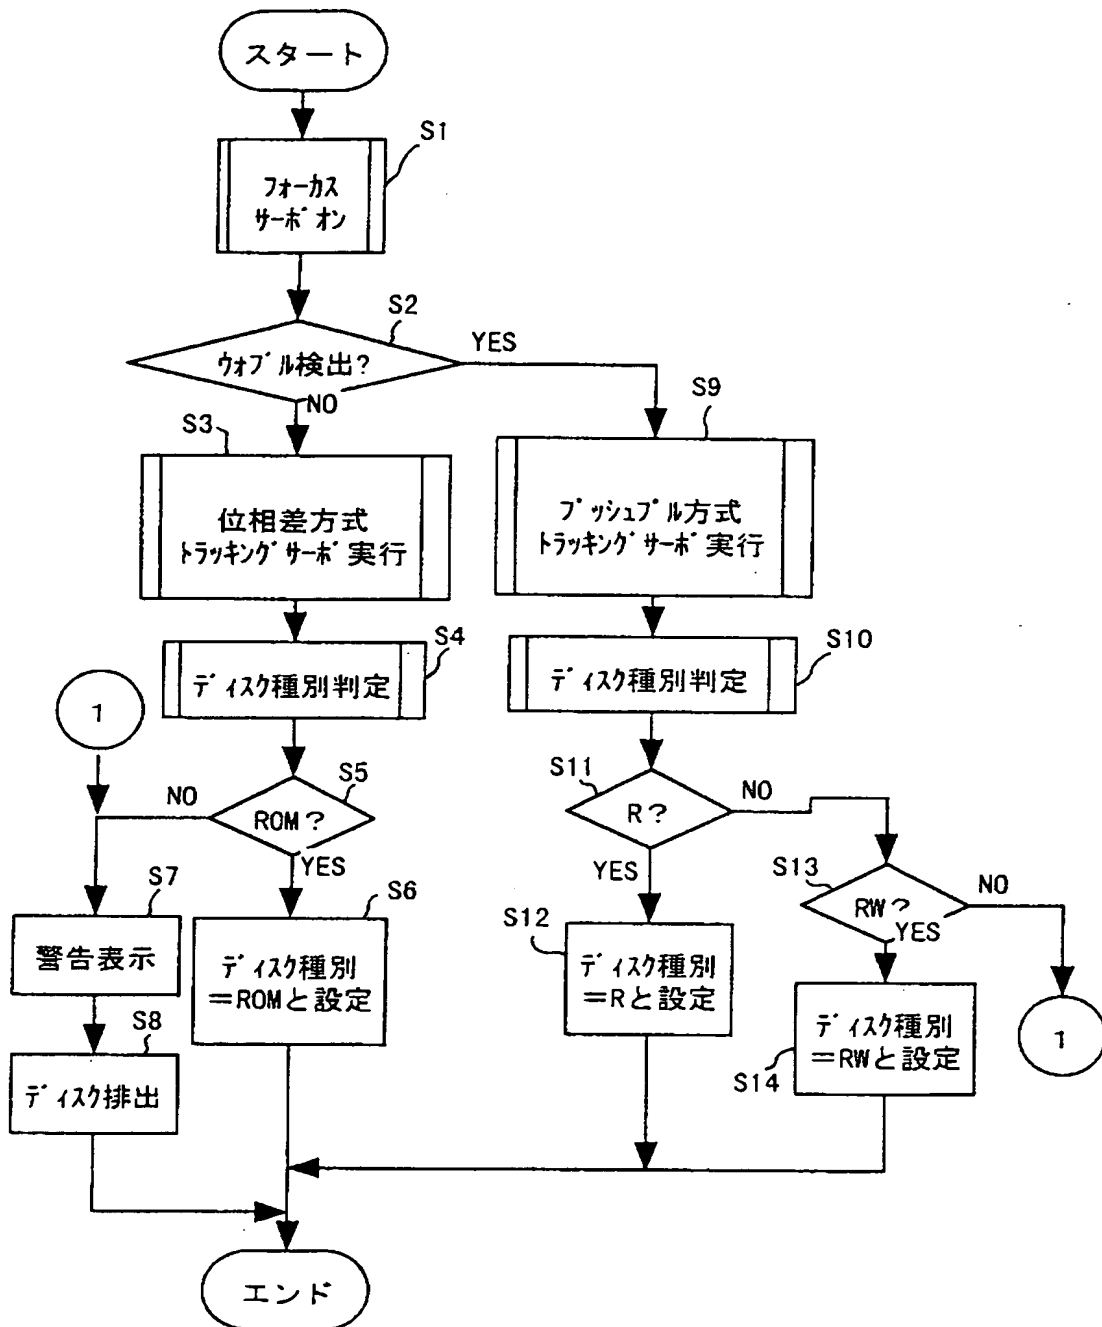 スタート
S1
フォーカス
サーボオン
S2
ウォブル検出?
YES
NO
S3
位相差方式
トラッキングサーボ実行
S9
プッシュプル方式
トラッキングサーボ実行
S4
ディスク種別判定
S10
ディスク種別判定
1
S5
ROM?
NO
YES
S11
R?
NO
YES
S13
RW?
NO
YES
S7
警告表示
S6
ディスク種別
=ROMと設定
S12
ディスク種別
=Rと設定
S14
ディスク種別
=RWと設定
1
S8
ディスク排出
エンド